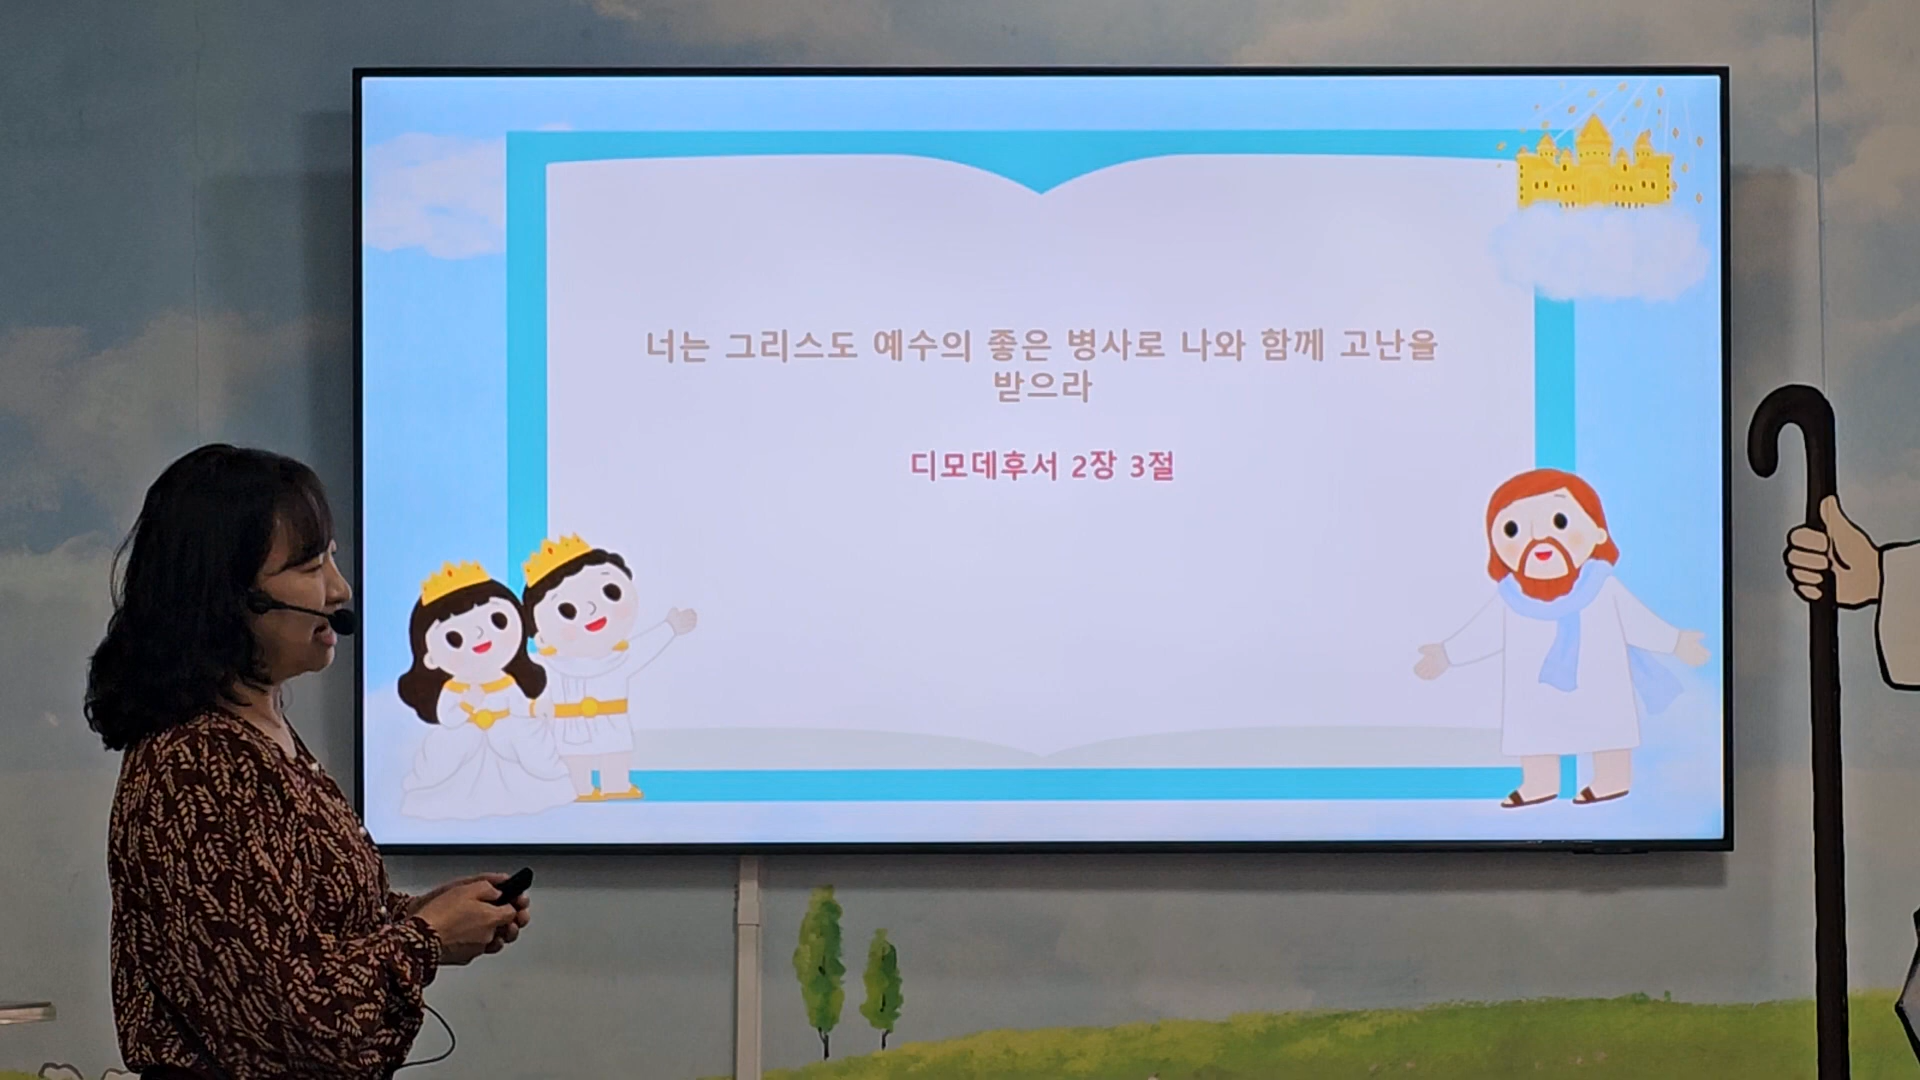 너는 그리스도 예수의 좋은 병사로 나와 함께 고난을
받으라
디모데후서 2장 3절